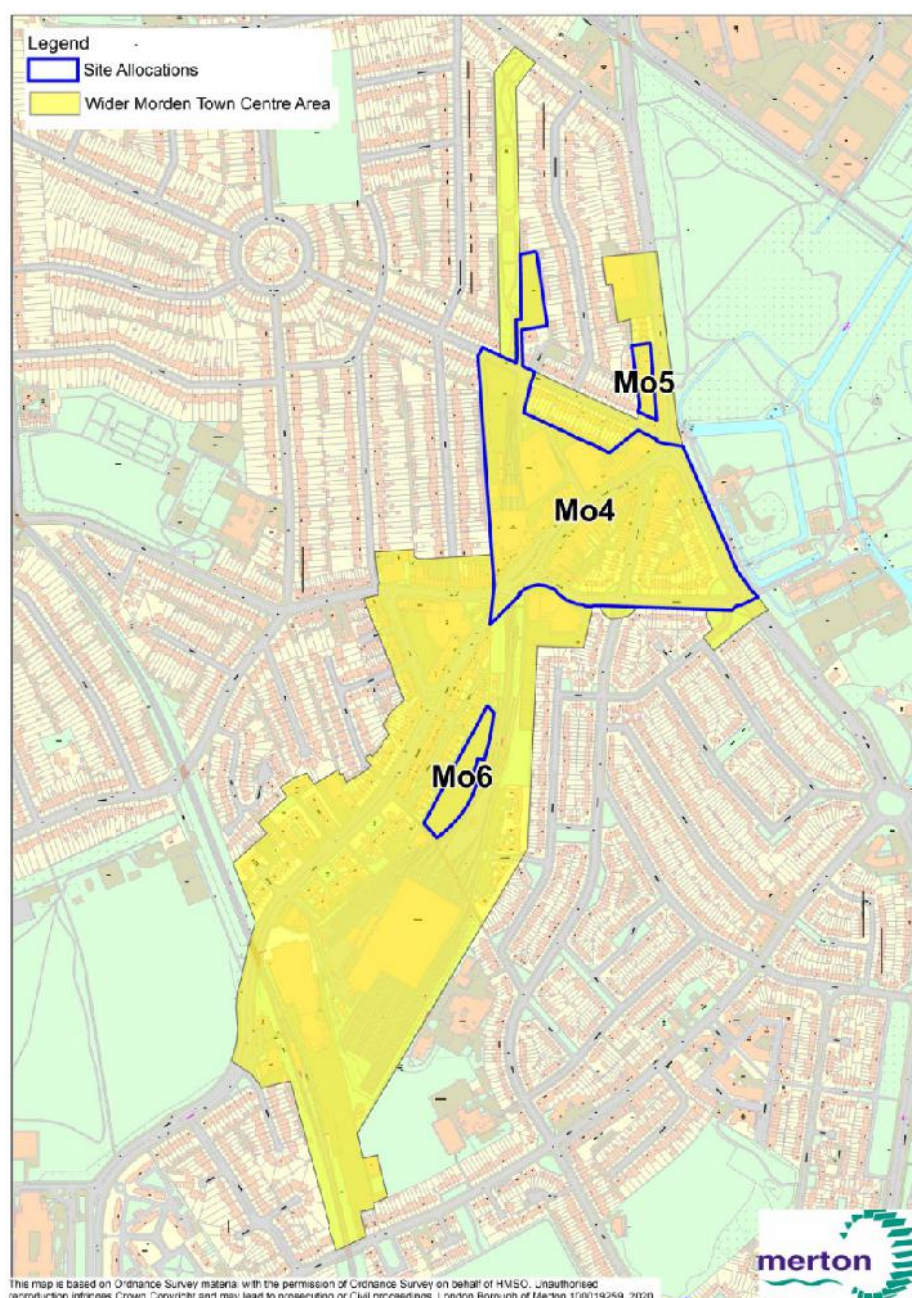 Legend
Site Allocations
Wider Morden Town Centre Area
Mo5
Mo4
Mo6
merton
This map is based on Ordnance Survey material with the permission of Ordnance Survey on behalf of HMSO. Unauthorised
reproduction infringes Crown Copyright and may lead to prosecuting or Civil proceedings. London Borough of Merton 100019259. 2020.